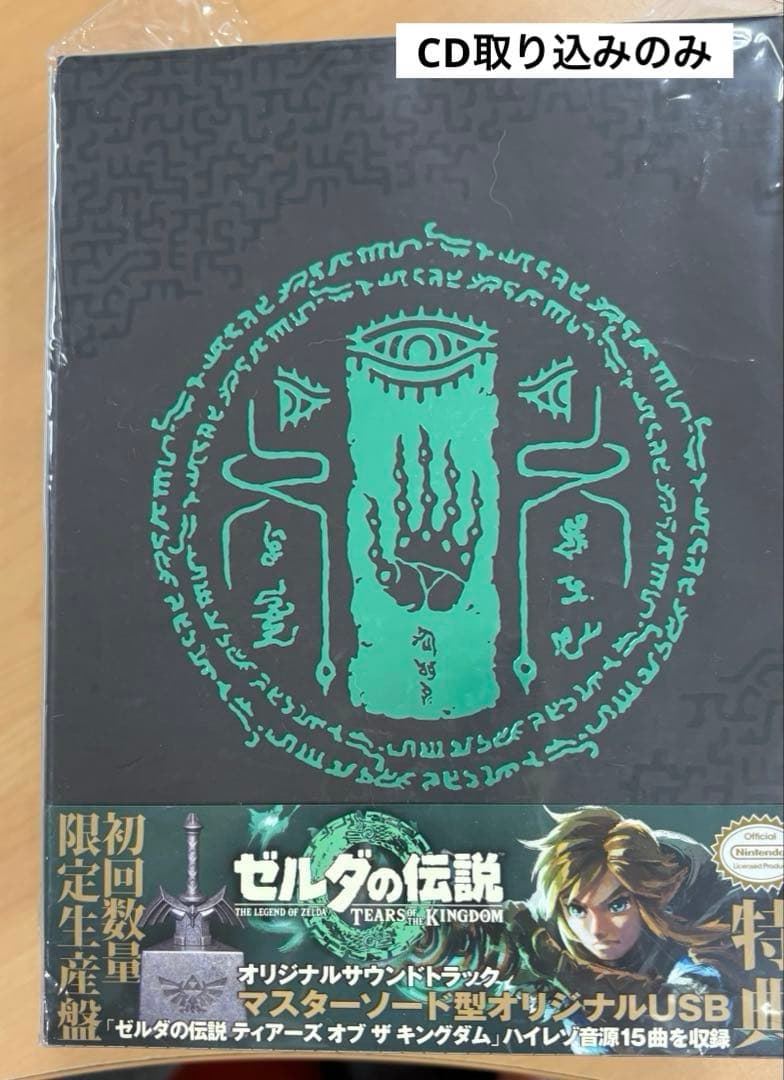 CD取り込みのみ
初回数量
限定生産盤
ゼルダの伝説
THE LEGEND OF ZELDA
TEARS OF THE KINGDOM
オリジナルサウンドトラック
マスターソード型オリジナルUSB
「ゼルダの伝説 ティアーズ オブ ザ キングダム」ハイレゾ音源15曲を収録
特典
Official
Nintendo
Licensed